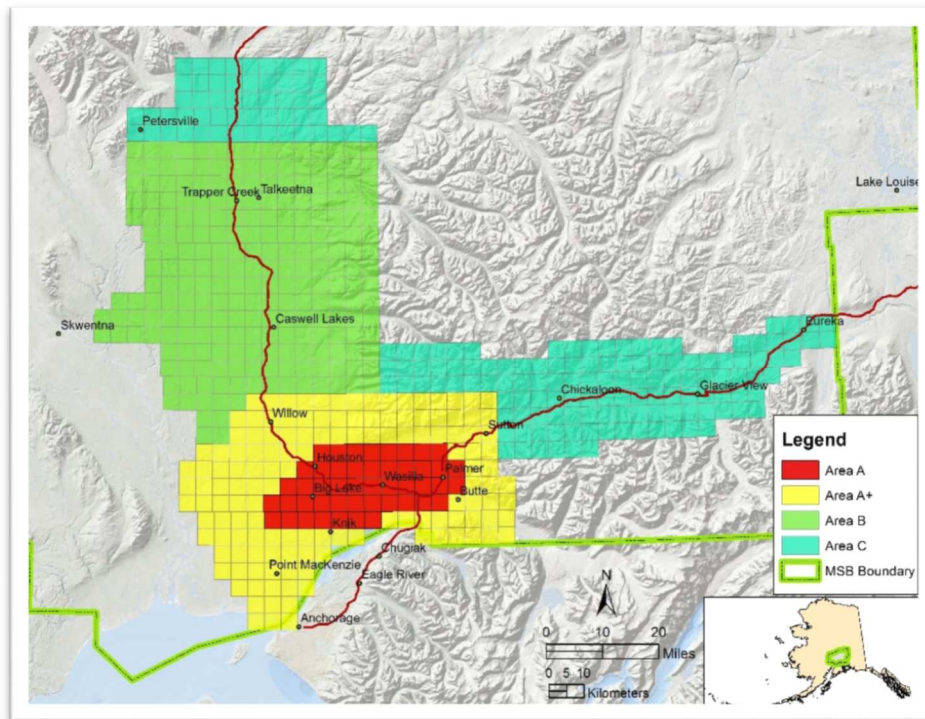 Petersville
Trapper Creek
Talkeetna
Lake Louise
Skwentna
Caswell Lakes
Eureka
Chickaloon
Glacier View
Willow
Sutton
Houston
Wasilla
Palmer
Big Lake
Butte
Knik
Chugiak
Point MacKenzie
Eagle River
Anchorage
Legend
Area A
Area A+
Area B
Area C
MSB Boundary
N
0 10 20
Miles
0 5 10
Kilometers